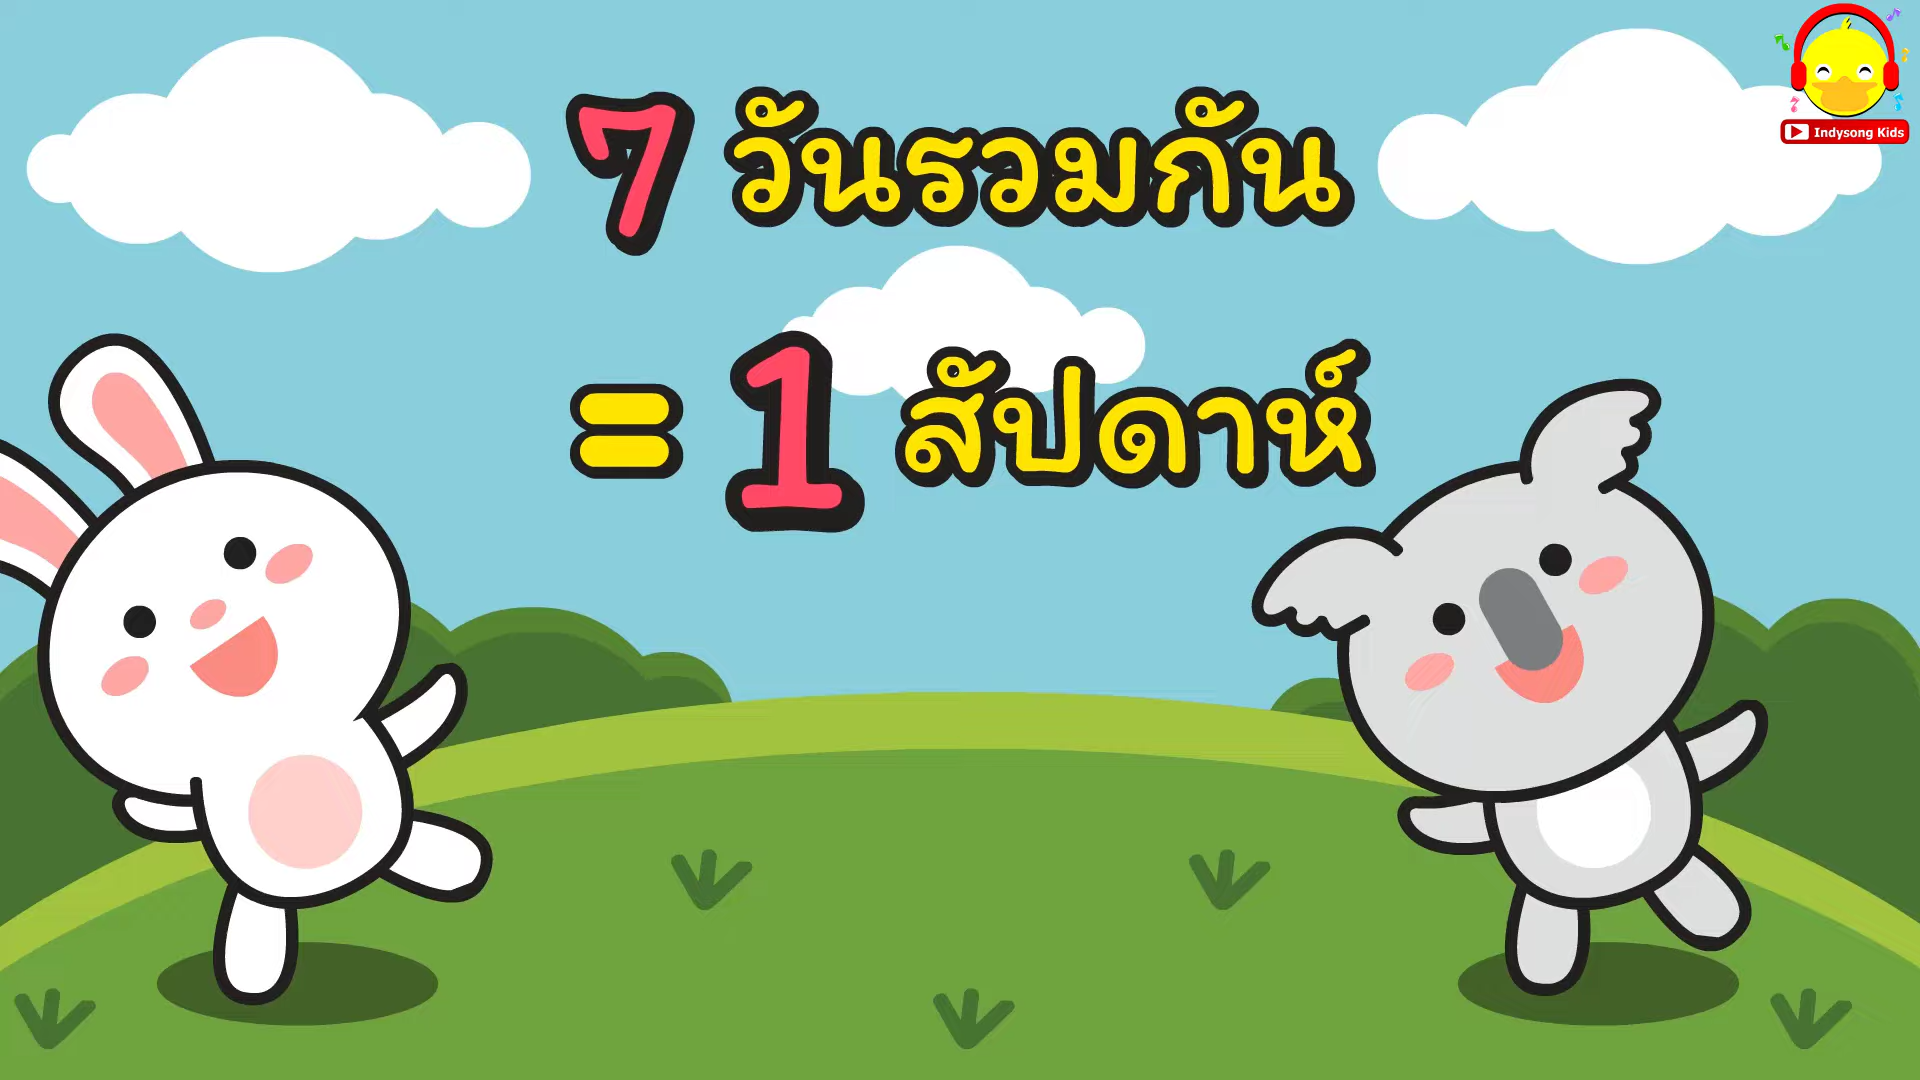 7 วันรวมกัน
= 1 สัปดาห์
Indysong Kids